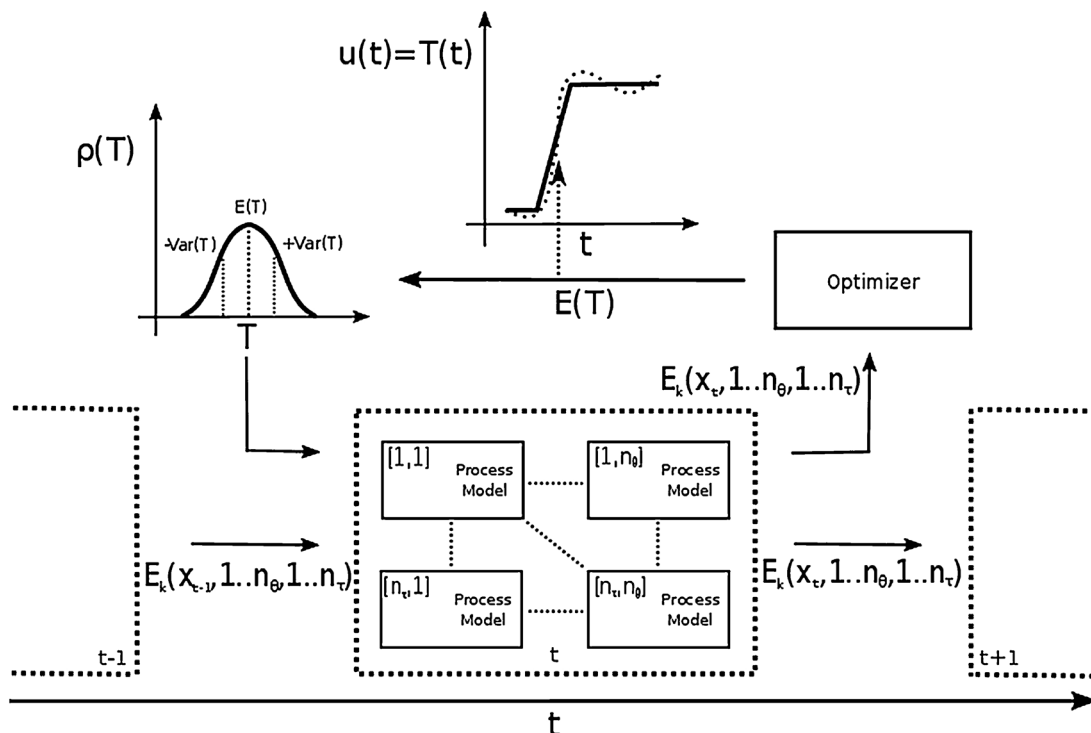 u(t)=T(t)
t
ρ(T)
E(T)
-Var(T)
+Var(T)
T
E(T)
Optimizer
Eₖ(xₜ,1..n_θ,1..n_τ)
[1,1]
Process
Model
[1,n_θ]
Process
Model
[n_τ,1]
Process
Model
[n_τ,n_θ]
Process
Model
Eₖ(xₜ₋₁,1..n_θ,1..n_τ)
Eₖ(xₜ,1..n_θ,1..n_τ)
t-1
t
t+1
t